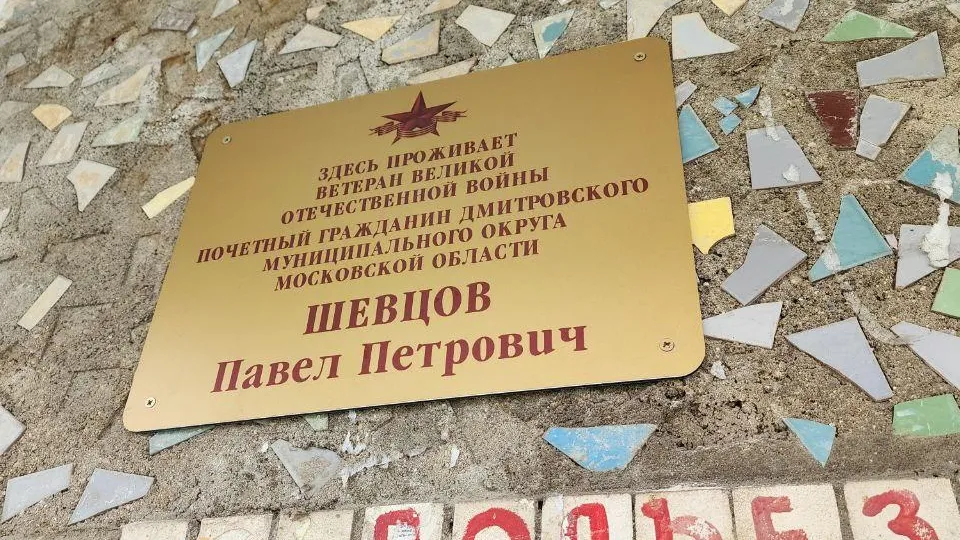 ЗДЕСЬ ПРОЖИВАЕТ
ВЕТЕРАН ВЕЛИКОЙ
ОТЕЧЕСТВЕННОЙ ВОЙНЫ
ПОЧЕТНЫЙ ГРАЖДАНИН ДМИТРОВСКОГО
МУНИЦИПАЛЬНОГО ОКРУГА
МОСКОВСКОЙ ОБЛАСТИ
ШЕВЦОВ
Павел Петрович